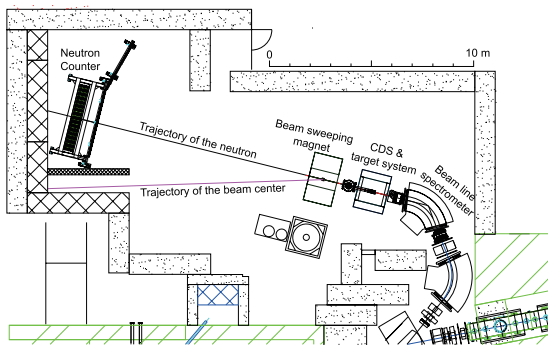 Neutron
Counter
0
10 m
Trajectory of the neutron
Beam sweeping
magnet
CDS &
target system
Beam line
spectrometer
Trajectory of the beam center